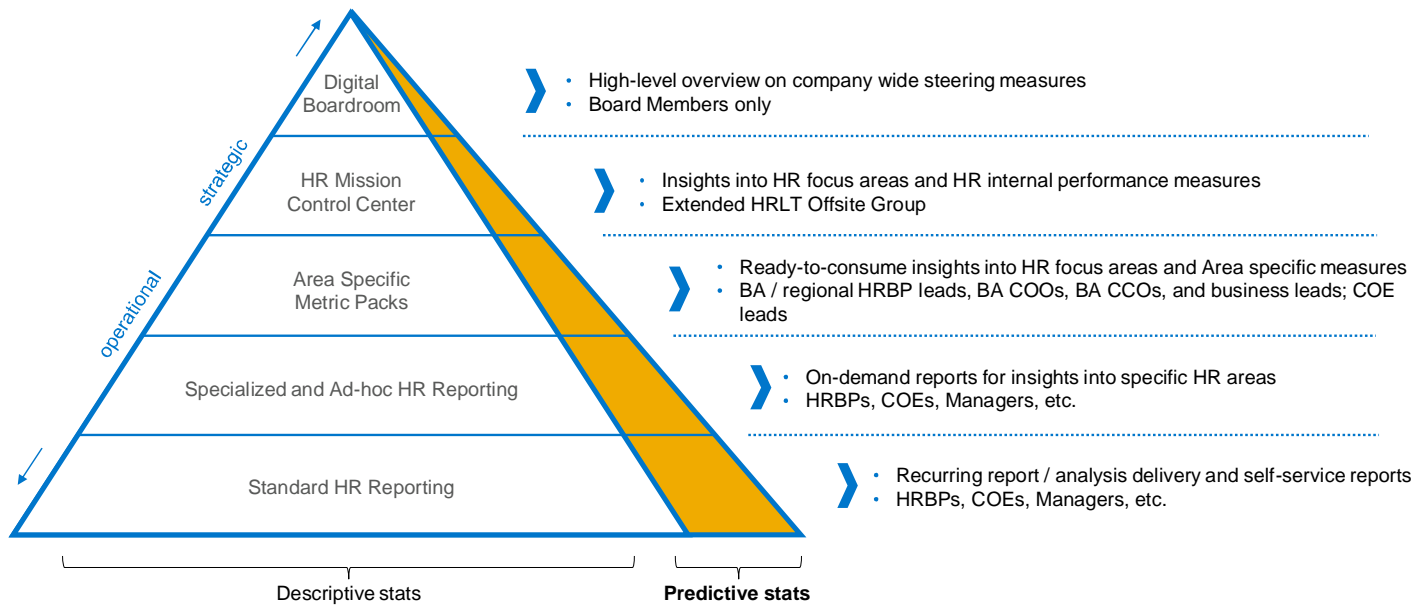 Digital
Boardroom
• High-level overview on company wide steering measures
• Board Members only
strategic
HR Mission
Control Center
• Insights into HR focus areas and HR internal performance measures
• Extended HRLT Offsite Group
operational
Area Specific
Metric Packs
• Ready-to-consume insights into HR focus areas and Area specific measures
• BA / regional HRBP leads, BA COOs, BA CCOs, and business leads; COE
leads
Specialized and Ad-hoc HR Reporting
• On-demand reports for insights into specific HR areas
• HRBPs, COEs, Managers, etc.
Standard HR Reporting
• Recurring report / analysis delivery and self-service reports
• HRBPs, COEs, Managers, etc.
Descriptive stats
Predictive stats